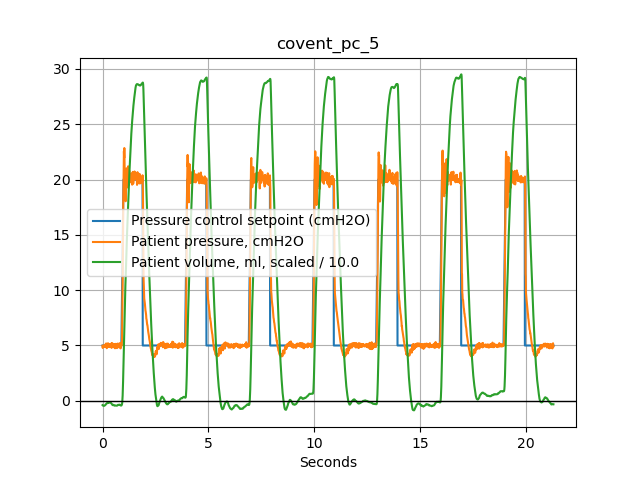 covent_pc_5
30
25
20
15
10
5
0
Pressure control setpoint (cmH2O)
Patient pressure, cmH2O
Patient volume, ml, scaled / 10.0
0 5 10 15 20
Seconds